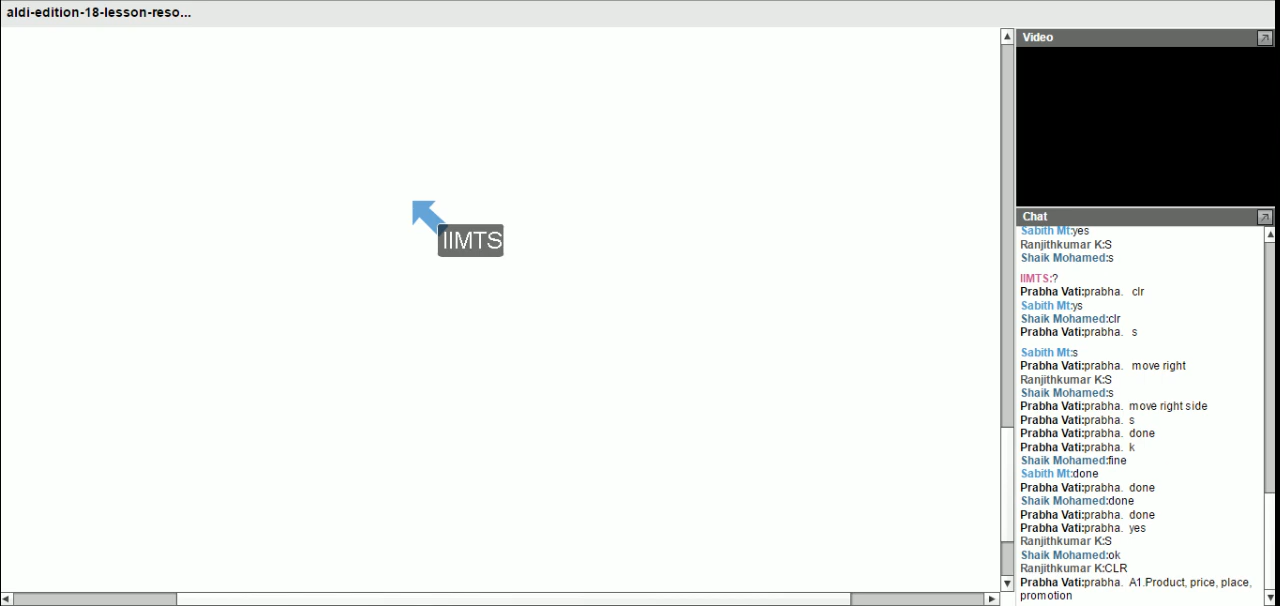 aldi-edition-18-lesson-reso...
IIMTS
Video
Chat
Sabith Mt:yes
Ranjithkumar K:S
Shaik Mohamed:s
IIMTS:?
Prabha Vati:prabha. clr
Sabith Mt:ys
Shaik Mohamed:clr
Prabha Vati:prabha. s
Sabith Mt:s
Prabha Vati:prabha. move right
Ranjithkumar K:S
Shaik Mohamed:s
Prabha Vati:prabha. move right side
Prabha Vati:prabha. s
Prabha Vati:prabha. done
Prabha Vati:prabha. k
Shaik Mohamed:fine
Sabith Mt:done
Prabha Vati:prabha. done
Shaik Mohamed:done
Prabha Vati:prabha. done
Prabha Vati:prabha. yes
Ranjithkumar K:S
Shaik Mohamed:ok
Ranjithkumar K:CLR
Prabha Vati:prabha. A1.Product, price, place,
promotion